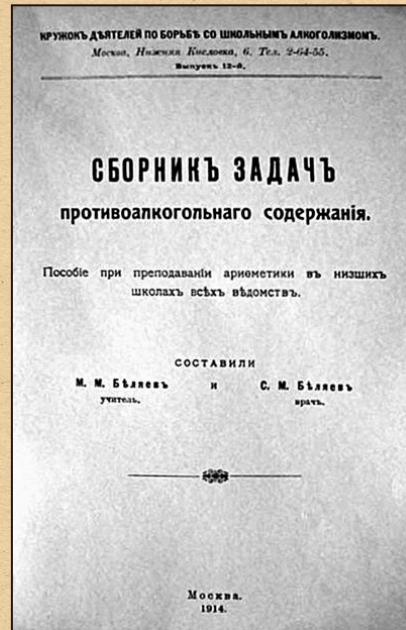 КРУЖОКЪ ДѢЯТЕЛЕЙ ПО БОРЬБѢ СО ШКОЛЬНЫМЪ АЛКОГОЛИЗМОМЪ.
Москва, Нижняя Кисловка, 6. Тел. 2-64-55.
Выпускъ 12-й.
СБОРНИКЪ ЗАДАЧЪ
противоалкогольнаго содержанія.
Пособіе при преподаваніи ариѳметики въ низшихъ
школахъ всѣхъ вѣдомствъ.
СОСТАВИЛИ
М. М. Бѣляевъ и С. М. Бѣляевъ
учитель. врачъ.
Москва.
1914.